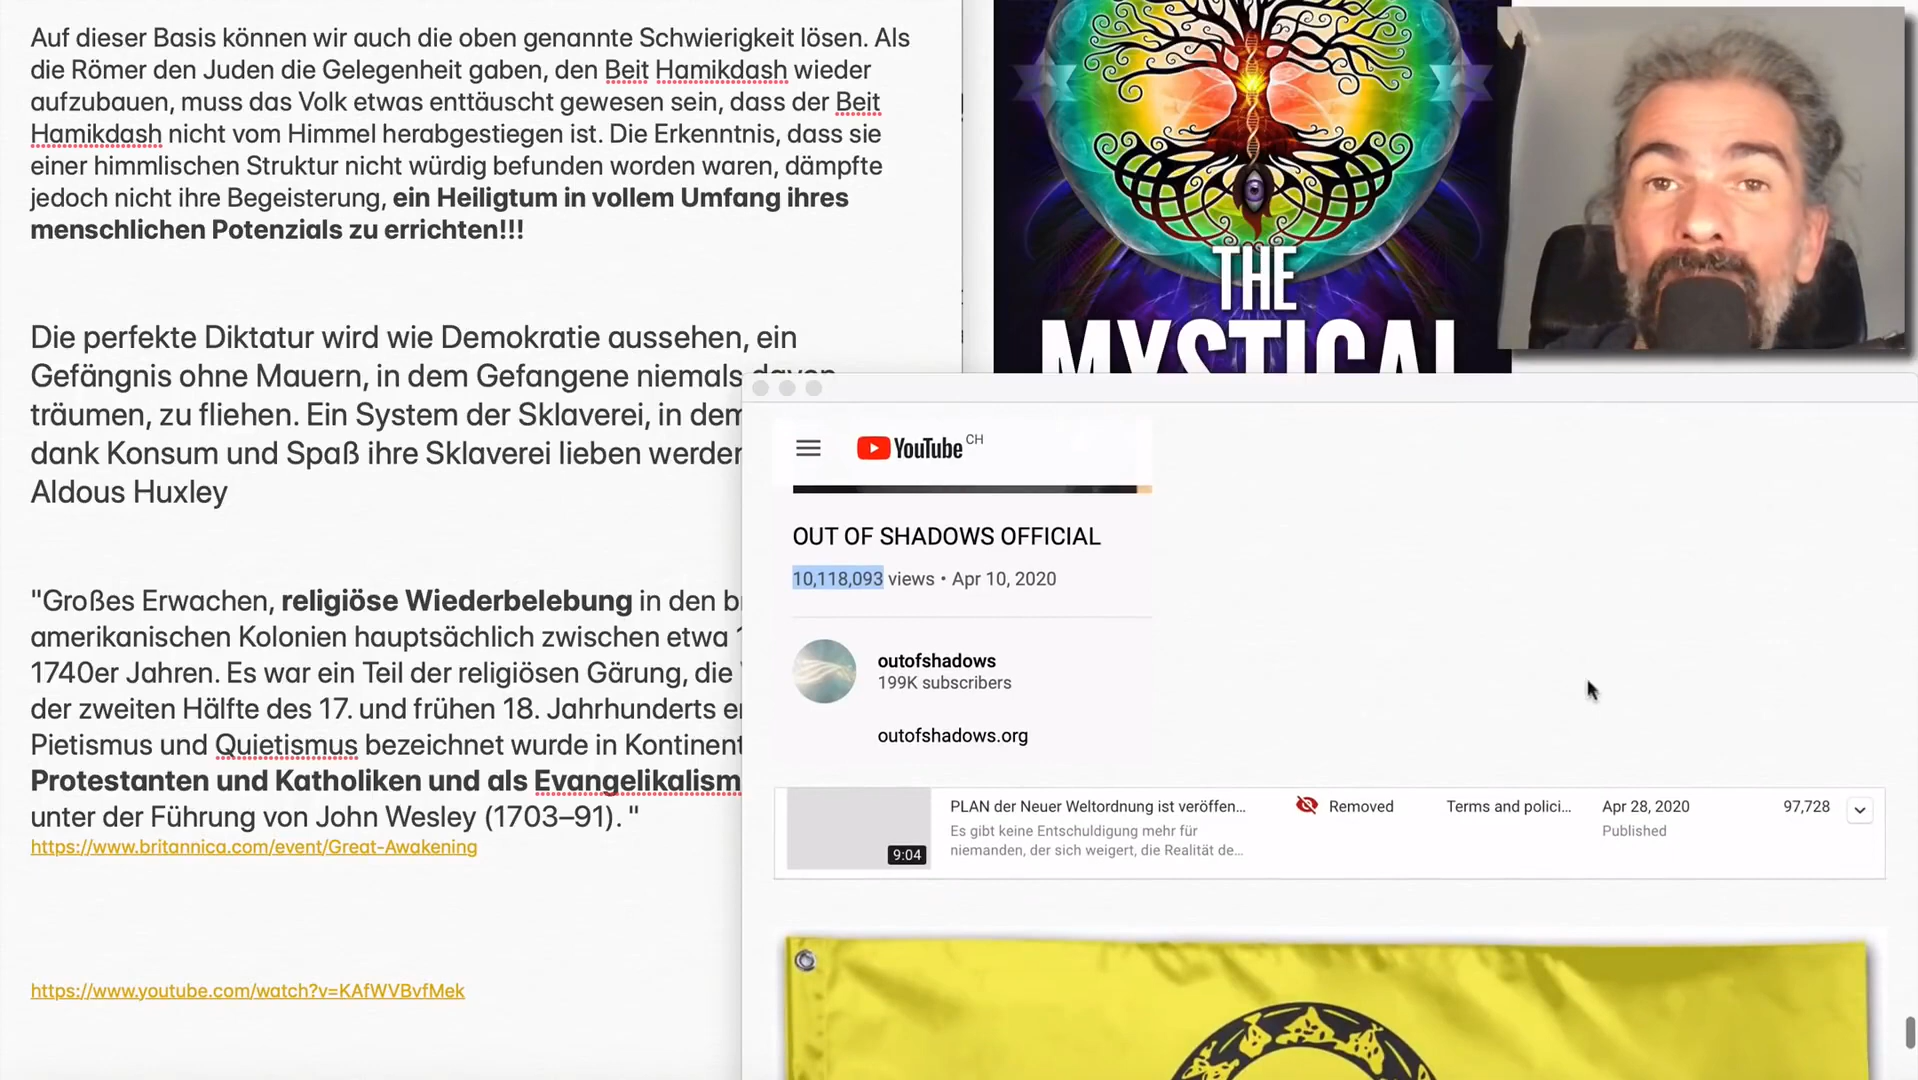 Auf dieser Basis können wir auch die oben genannte Schwierigkeit lösen. Als
die Römer den Juden die Gelegenheit gaben, den Beit Hamikdash wieder
aufzubauen, muss das Volk etwas enttäuscht gewesen sein, dass der Beit
Hamikdash nicht vom Himmel herabgestiegen ist. Die Erkenntnis, dass sie
einer himmlischen Struktur nicht würdig befunden worden waren, dämpfte
jedoch nicht ihre Begeisterung, ein Heiligtum in vollem Umfang ihres
menschlichen Potenzials zu errichten!!!
Die perfekte Diktatur wird wie Demokratie aussehen, ein
Gefängnis ohne Mauern, in dem Gefangene niemals davon
träumen, zu fliehen. Ein System der Sklaverei, in dem
dank Konsum und Spaß ihre Sklaverei lieben werden
Aldous Huxley
"Großes Erwachen, religiöse Wiederbelebung in den
amerikanischen Kolonien hauptsächlich zwischen etwa
1740er Jahren. Es war ein Teil der religiösen Gärung, die
der zweiten Hälfte des 17. und frühen 18. Jahrhunderts
Pietismus und Quietismus bezeichnet wurde in
Protestanten und Katholiken und als
unter der Führung von John Wesley (1703–91). "
https://www.britannica.com/event/Great-Awakening
https://www.youtube.com/watch?v=KAfWVBvfMek
THE
MYSTICAL
YouTube CH
OUT OF SHADOWS OFFICIAL
10,118,093 views • Apr 10, 2020
outofshadows
199K subscribers
outofshadows.org
9:04
PLAN der Neuer Weltordnung ist veröffen... Removed Terms and polici... Apr 28, 2020 97,728
Es gibt keine Entschuldigung mehr für Published
niemanden, der sich weigert, die Realität de...